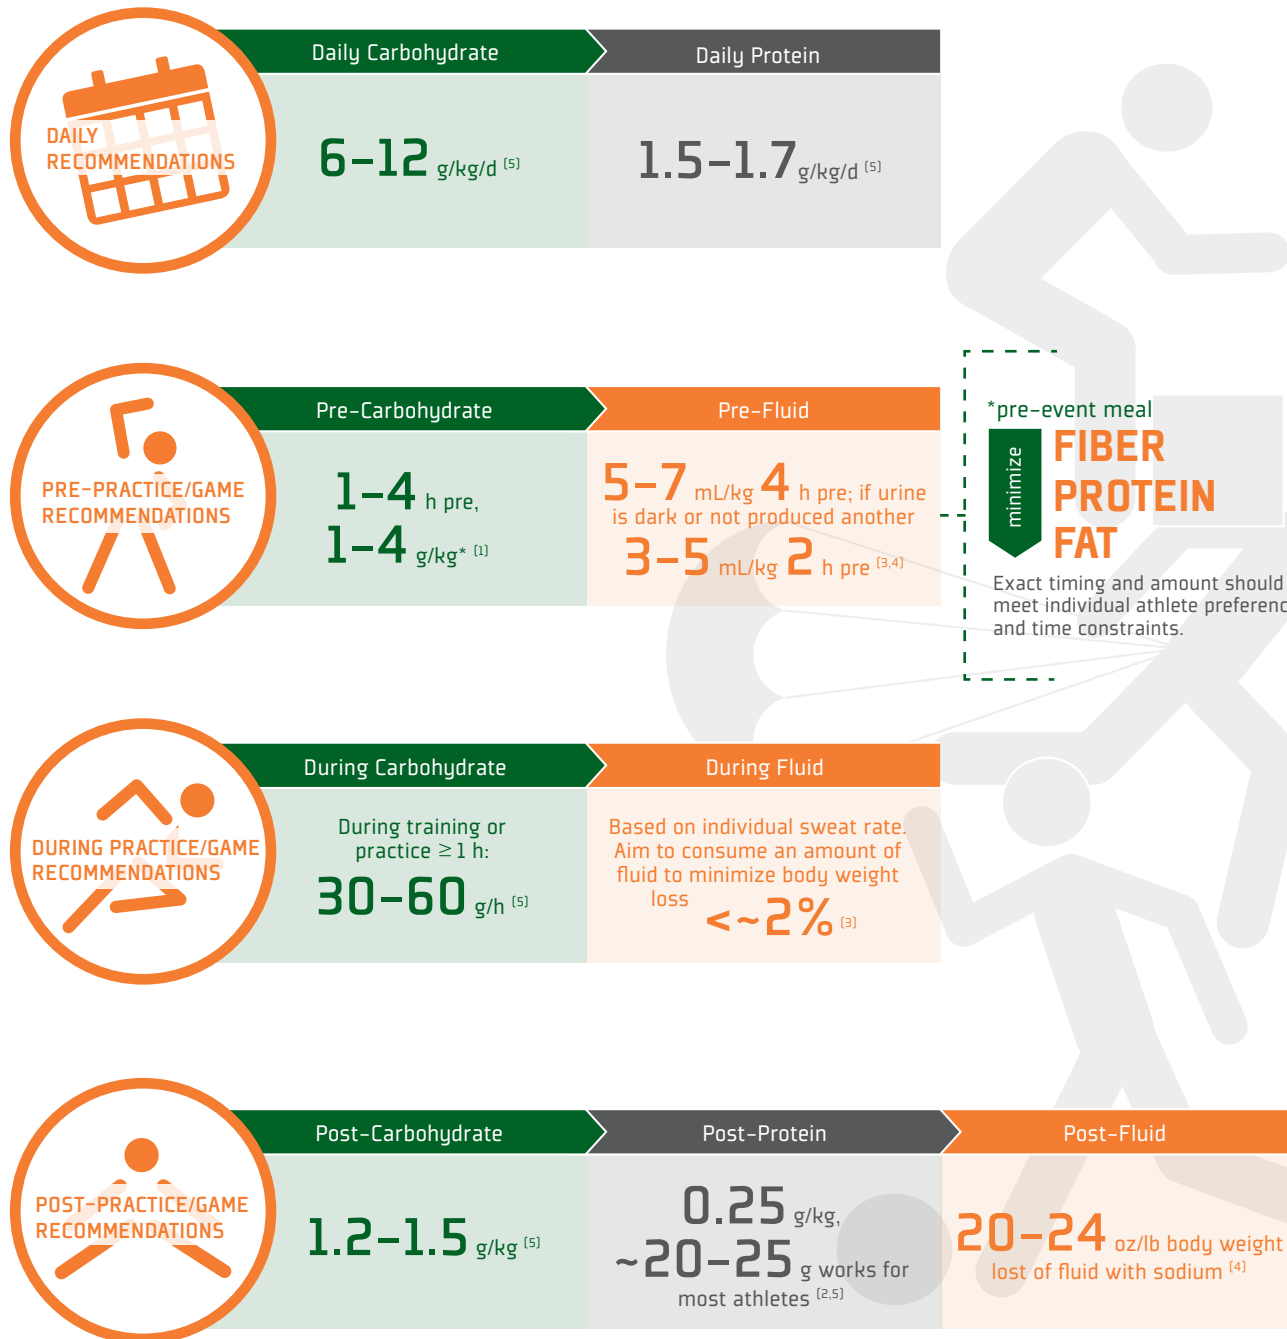 DAILY
RECOMMENDATIONS
Daily Carbohydrate
6–12 g/kg/d [5]
Daily Protein
1.5–1.7 g/kg/d [5]
PRE-PRACTICE/GAME
RECOMMENDATIONS
Pre-Carbohydrate
1–4 h pre,
1–4 g/kg* [1]
Pre-Fluid
5–7 mL/kg 4 h pre; if urine
is dark or not produced another
3–5 mL/kg 2 h pre [3,4]
*pre-event meal
minimize
FIBER
PROTEIN
FAT
Exact timing and amount should
meet individual athlete preferenc
and time constraints.
DURING PRACTICE/GAME
RECOMMENDATIONS
During Carbohydrate
During training or
practice ≥ 1 h:
30–60 g/h [5]
During Fluid
Based on individual sweat rate.
Aim to consume an amount of
fluid to minimize body weight
loss
<~2% [3]
POST-PRACTICE/GAME
RECOMMENDATIONS
Post-Carbohydrate
1.2–1.5 g/kg [5]
Post-Protein
0.25 g/kg,
~20–25 g works for
most athletes [2,5]
Post-Fluid
20–24 oz/lb body weight
lost of fluid with sodium [4]